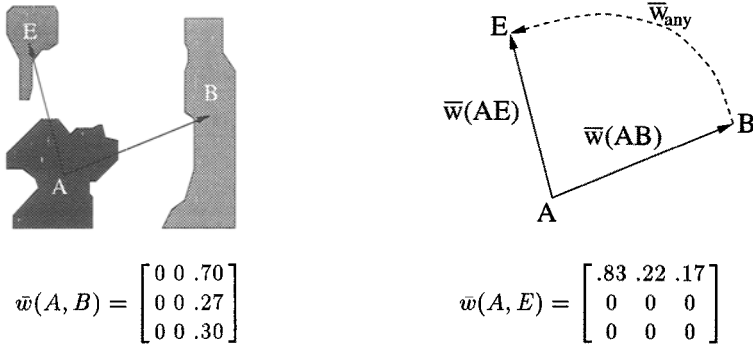 E
B
A
E
w̅any
w̅(AE)
w̅(AB)
B
A
w̄(A, B) = [0 0 .70
0 0 .27
0 0 .30]
w̄(A, E) = [.83 .22 .17
0 0 0
0 0 0]